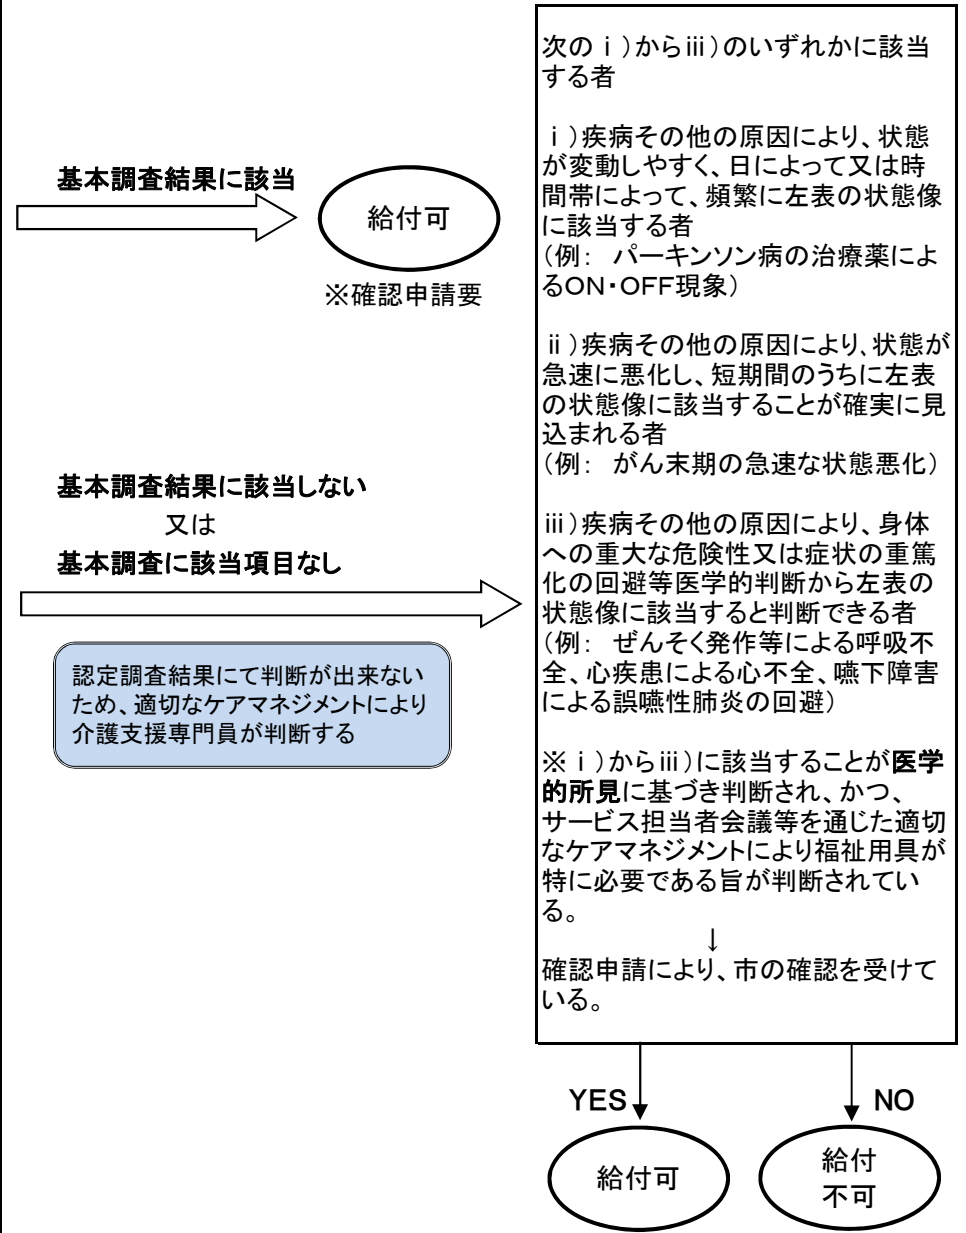 基本調査結果に該当
給付可
※確認申請要
基本調査結果に該当しない
又は
基本調査に該当項目なし
認定調査結果にて判断が出来ない
ため、適切なケアマネジメントにより
介護支援専門員が判断する
次のⅰ)からⅲ)のいずれかに該当
する者
ⅰ)疾病その他の原因により、状態
が変動しやすく、日によって又は時
間帯によって、頻繁に左表の状態像
に該当する者
(例: パーキンソン病の治療薬によ
るON・OFF現象)
ⅱ)疾病その他の原因により、状態が
急速に悪化し、短期間のうちに左表
の状態像に該当することが確実に見
込まれる者
(例: がん末期の急速な状態悪化)
ⅲ)疾病その他の原因により、身体
への重大な危険性又は症状の重篤
化の回避等医学的判断から左表の
状態像に該当すると判断できる者
(例: ぜんそく発作等による呼吸不
全、心疾患による心不全、嚥下障害
による誤嚥性肺炎の回避)
※ⅰ)からⅲ)に該当することが医学
的所見に基づき判断され、かつ、
サービス担当者会議等を通じた適切
なケアマネジメントにより福祉用具が
特に必要である旨が判断されてい
る。
↓
確認申請により、市の確認を受けて
いる。
YES
NO
給付可
給付
不可